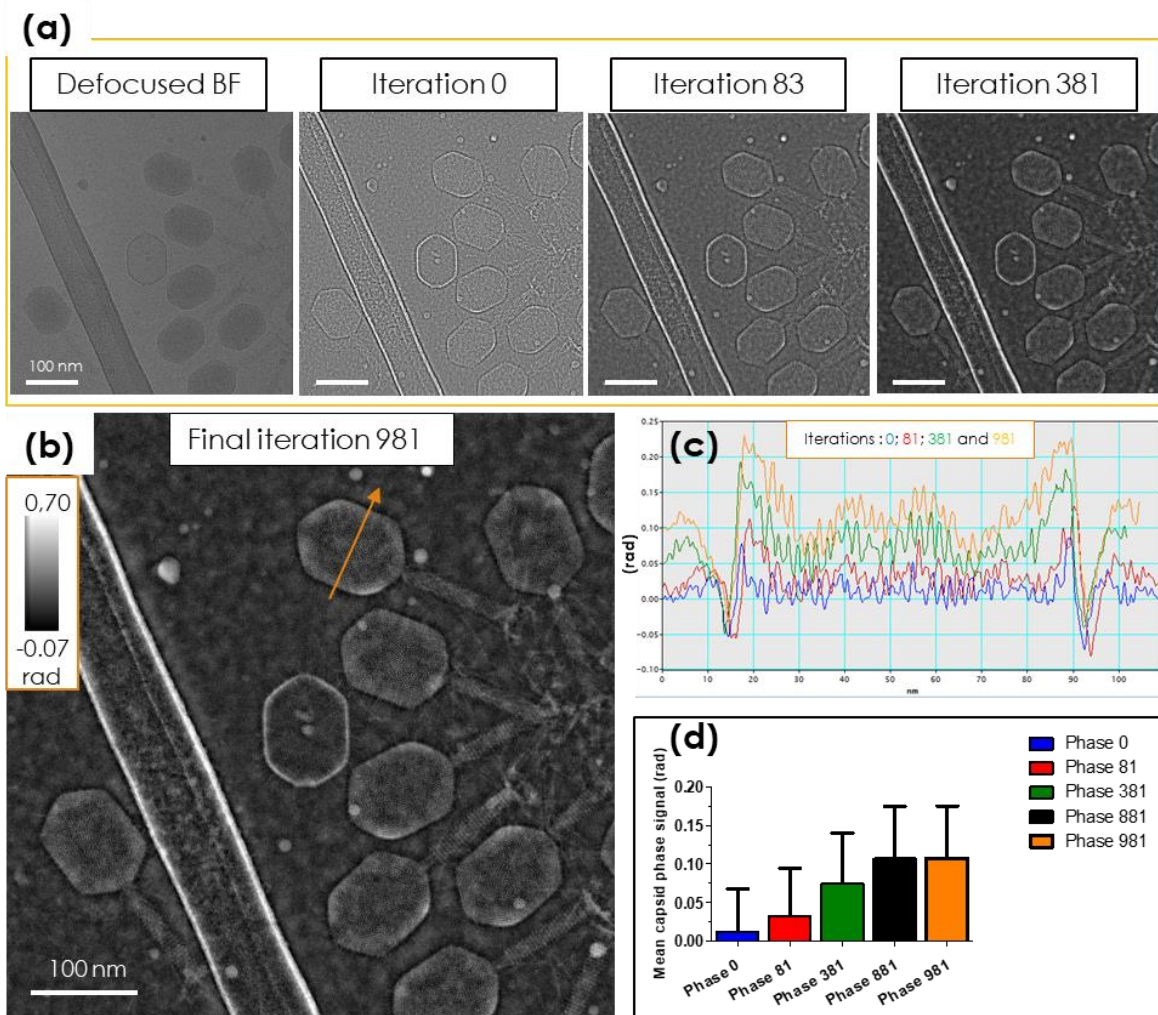 (a)
Defocused BF
Iteration 0
Iteration 83
Iteration 381
100 nm
(b)
Final iteration 981
0,70
-0.07
rad
100 nm
(c)
Iterations : 0; 81; 381 and 981
(rad)
0.25
0.20
0.15
0.10
0.05
0.00
-0.05
-0.10
0 10 20 30 40 50 60 70 80 90 100
nm
(d)
Mean capsid phase signal (rad)
0.20
0.15
0.10
0.05
0.00
Phase 0
Phase 81
Phase 381
Phase 881
Phase 981
Phase 0
Phase 81
Phase 381
Phase 881
Phase 981